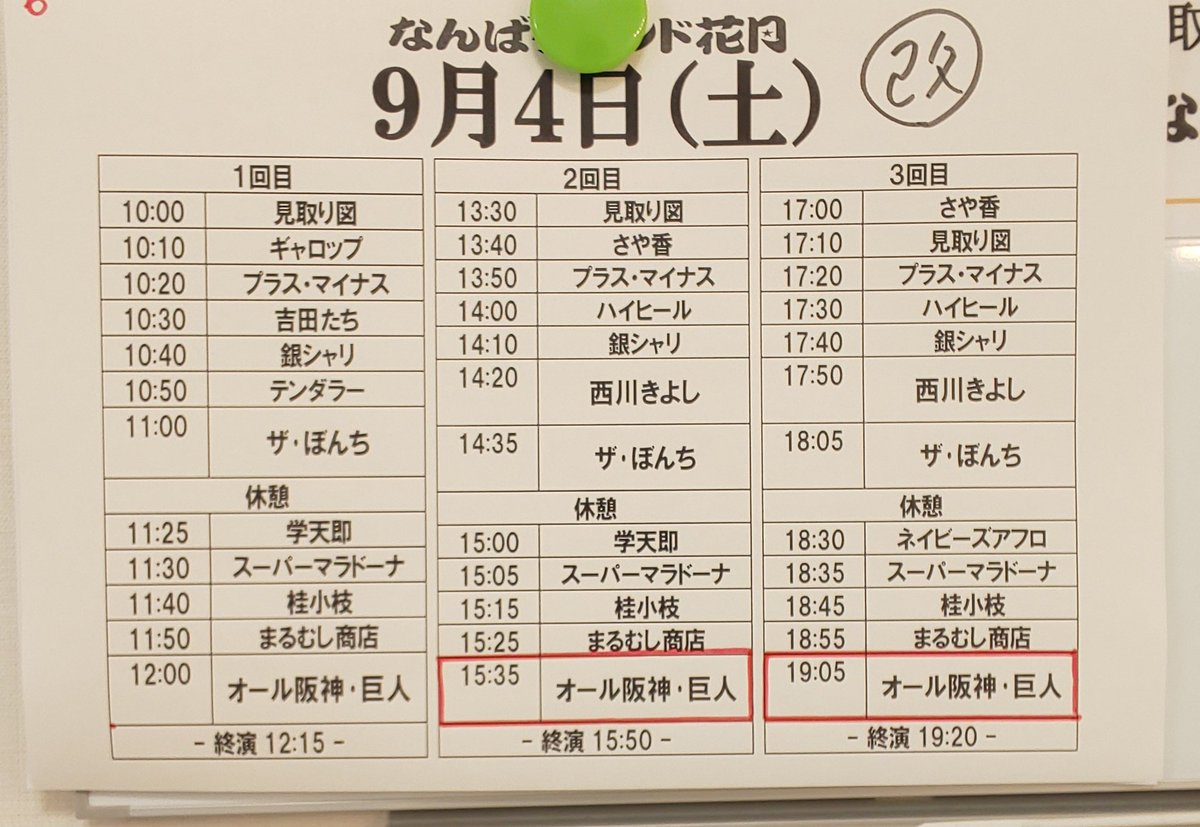 なんば ンド花月
9月4日(土)
改
1回目
10:00 見取り図
10:10 ギャロップ
10:20 プラス・マイナス
10:30 吉田たち
10:40 銀シャリ
10:50 テンダラー
11:00 ザ・ぼんち
休憩
11:25 学天即
11:30 スーパーマラドーナ
11:40 桂小枝
11:50 まるむし商店
12:00 オール阪神・巨人
- 終演 12:15 -
2回目
13:30 見取り図
13:40 さや香
13:50 プラス・マイナス
14:00 ハイヒール
14:10 銀シャリ
14:20 西川きよし
14:35 ザ・ぼんち
休憩
15:00 学天即
15:05 スーパーマラドーナ
15:15 桂小枝
15:25 まるむし商店
15:35 オール阪神・巨人
- 終演 15:50 -
3回目
17:00 さや香
17:10 見取り図
17:20 プラス・マイナス
17:30 ハイヒール
17:40 銀シャリ
17:50 西川きよし
18:05 ザ・ぼんち
休憩
18:30 ネイビーズアフロ
18:35 スーパーマラドーナ
18:45 桂小枝
18:55 まるむし商店
19:05 オール阪神・巨人
- 終演 19:20 -
取
な